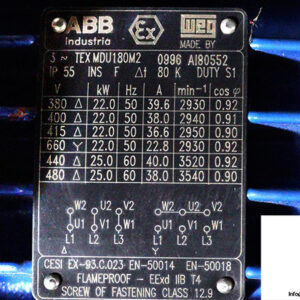 ABB Ex WEG
industria MADE BY
3 ~ TEX MDU180M2 0996 AI80552
IP 55 INS F Δt 80 K DUTY S1
V kW Hz A min-1 cos φ
380 Δ 22.0 50 39.6 2930 0.92
400 Δ 22.0 50 38.0 2940 0.91
415 Δ 22.0 50 36.6 2950 0.90
660 Y 22.0 50 22.8 2930 0.92
440 Δ 25.0 60 40.0 3520 0.92
480 Δ 25.0 60 38.0 3540 0.90
W2 U2 V2 W2 U2 V2
U1 V1 W1 U1 V1 W1
L1 L2 L3 L1 L2 L3
Δ Y
CESI EX-93.C.023 EN-50014 EN-50018
FLAMEPROOF - EExd IIB T4
SCREW OF FASTENING CLASS 12.9